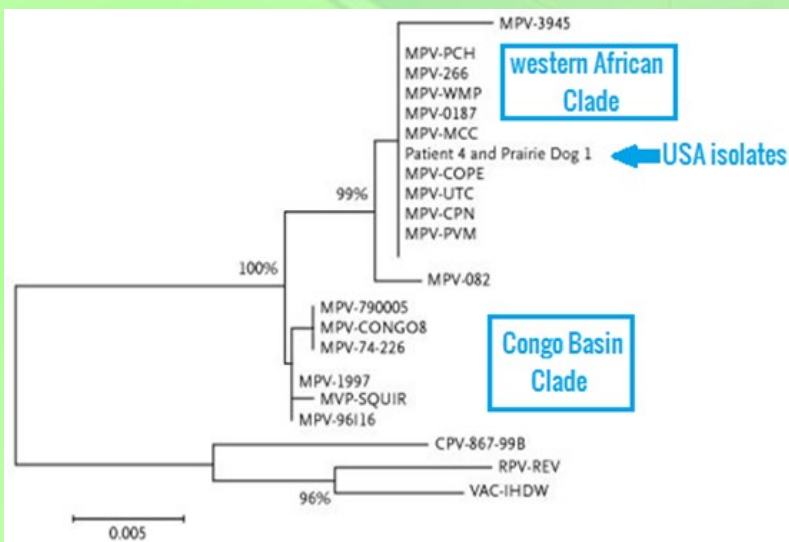 MPV-3945
western African
Clade
MPV-PCH
MPV-266
MPV-WMP
MPV-0187
MPV-MCC
Patient 4 and Prairie Dog 1
USA isolates
MPV-COPE
MPV-UTC
MPV-CPN
MPV-PVM
99%
MPV-082
100%
MPV-790005
MPV-CONGO8
MPV-74-226
Congo Basin
Clade
MPV-1997
MVP-SQUIR
MPV-96I16
CPV-867-99B
RPV-REV
96%
VAC-IHDW
0.005